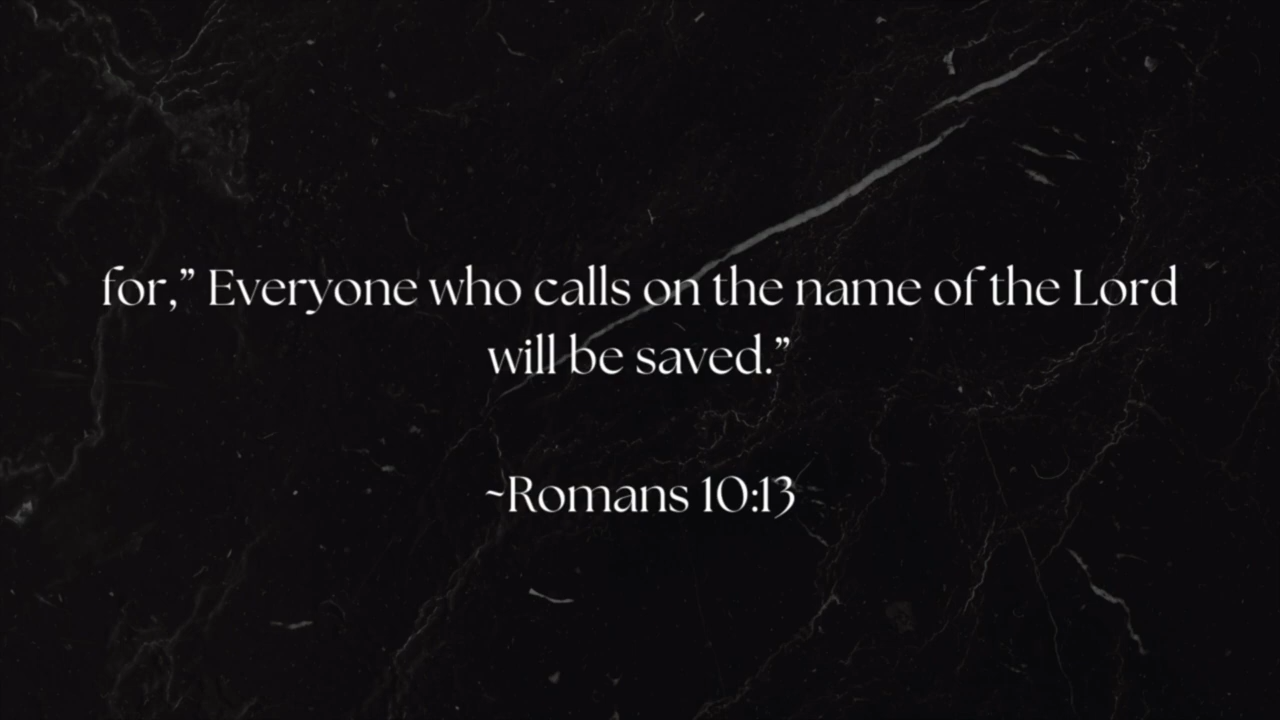 for,” Everyone who calls on the name of the Lord
will be saved.”
~Romans 10:13